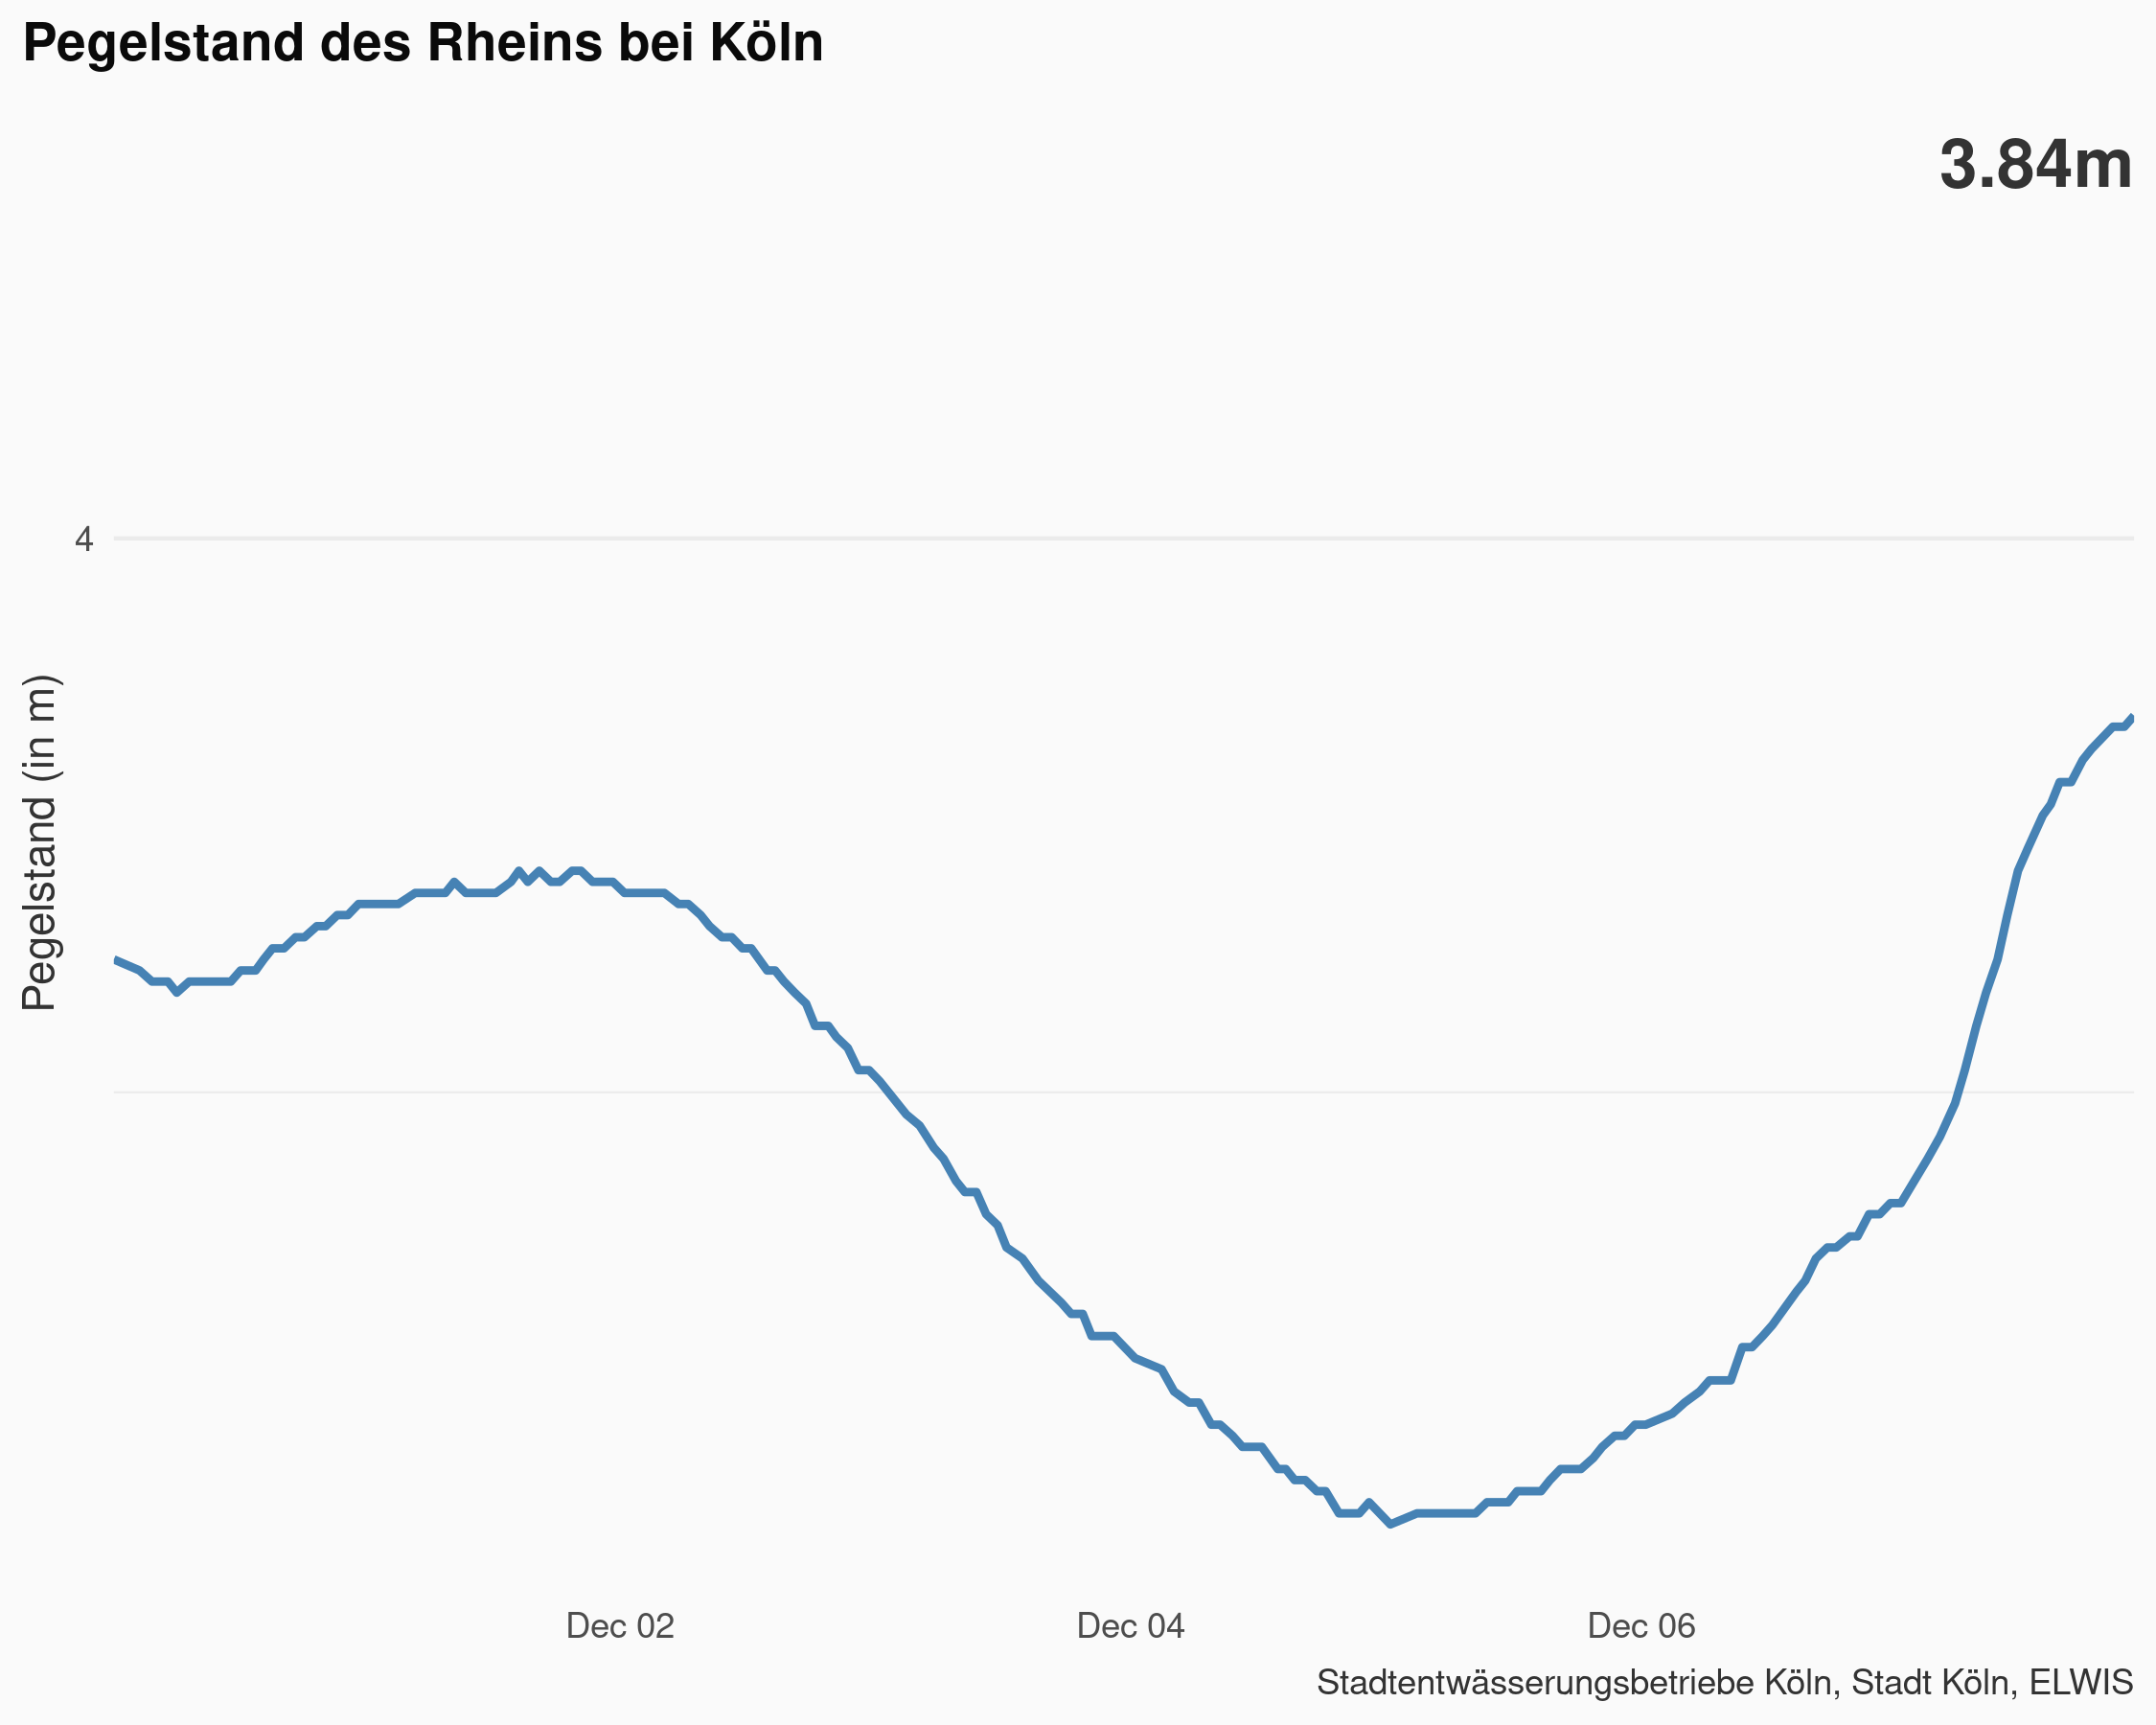 Pegelstand des Rheins bei Köln
3.84m
4
Pegelstand (in m)
Dec 02
Dec 04
Dec 06
Stadtentwässerungsbetriebe Köln, Stadt Köln, ELWIS